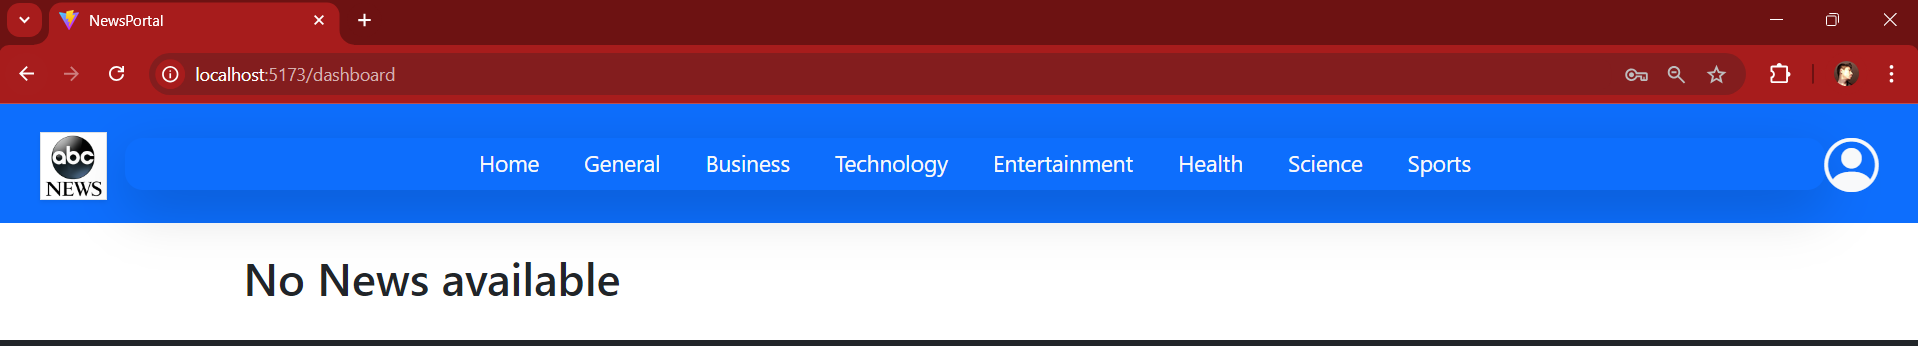 NewsPortal
localhost:5173/dashboard
abc
NEWS
Home General Business Technology Entertainment Health Science Sports
No News available